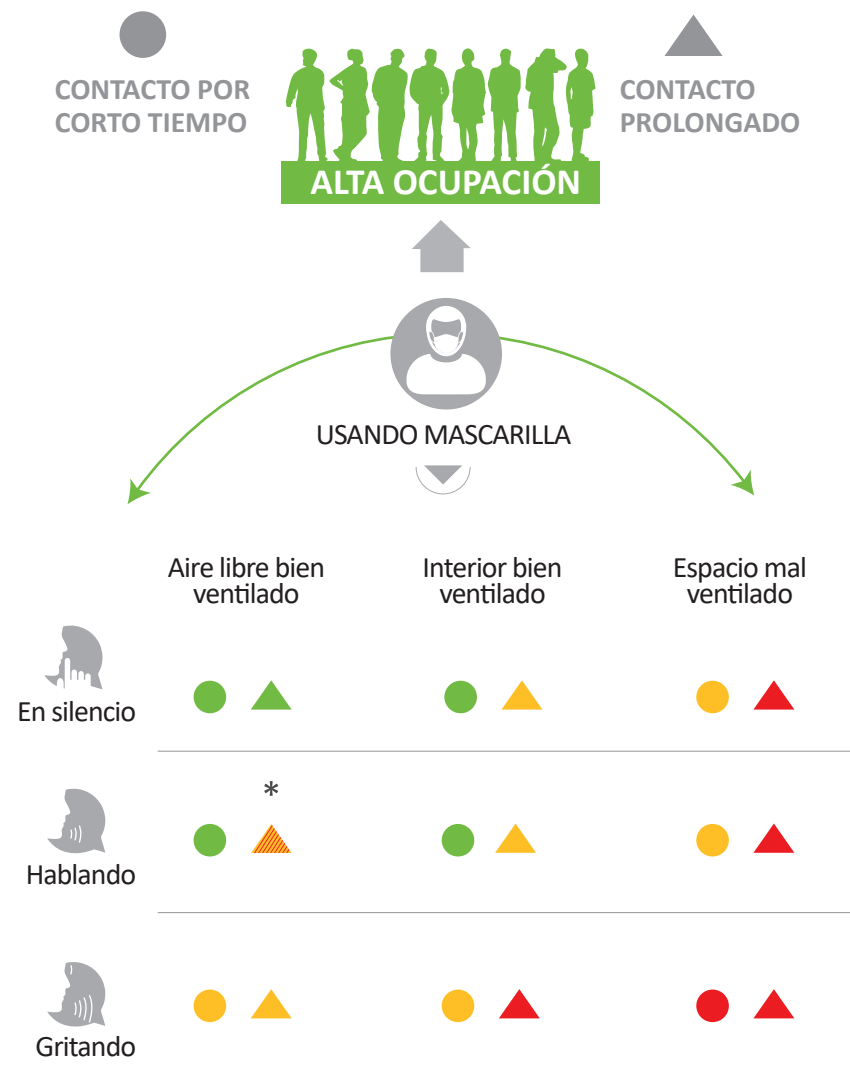 CONTACTO POR
CORTO TIEMPO
CONTACTO
PROLONGADO
ALTA OCUPACIÓN
USANDO MASCARILLA
Aire libre bien
ventilado
Interior bien
ventilado
Espacio mal
ventilado
En silencio
*
Hablando
Gritando